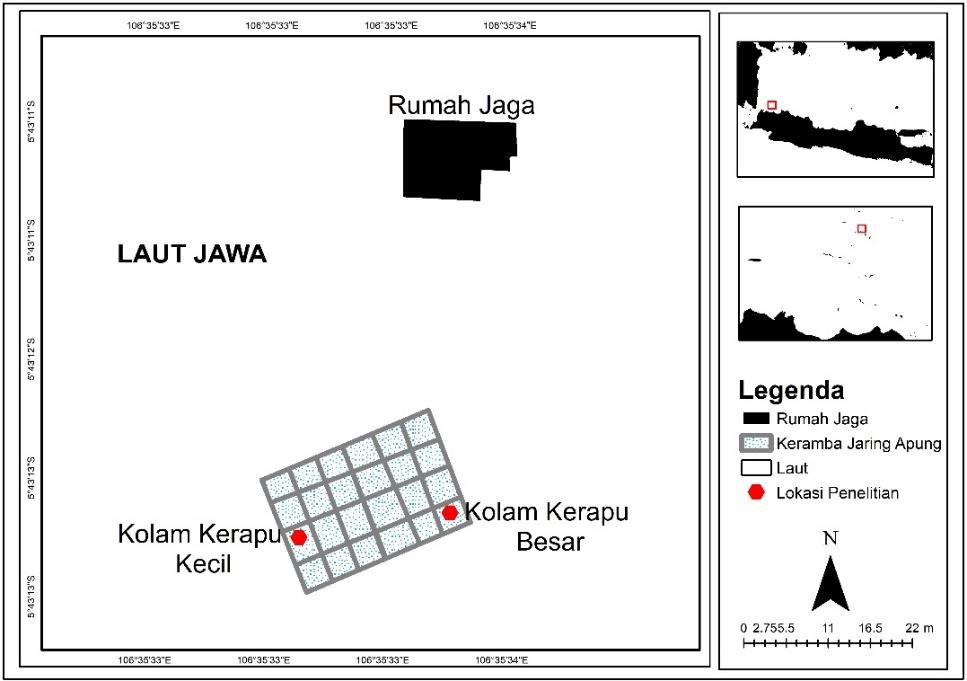 106°35'33"E 106°35'33"E 106°35'33"E 106°35'34"E
5°43'11"S
5°43'11"S
5°43'12"S
5°43'13"S
5°43'13"S
Rumah Jaga
LAUT JAWA
Kolam Kerapu
Kecil
Kolam Kerapu
Besar
106°35'33"E 106°35'33"E 106°35'33"E 106°35'34"E
Legenda
Rumah Jaga
Keramba Jaring Apung
Laut
Lokasi Penelitian
N
0 2.755.5 11 16.5 22 m